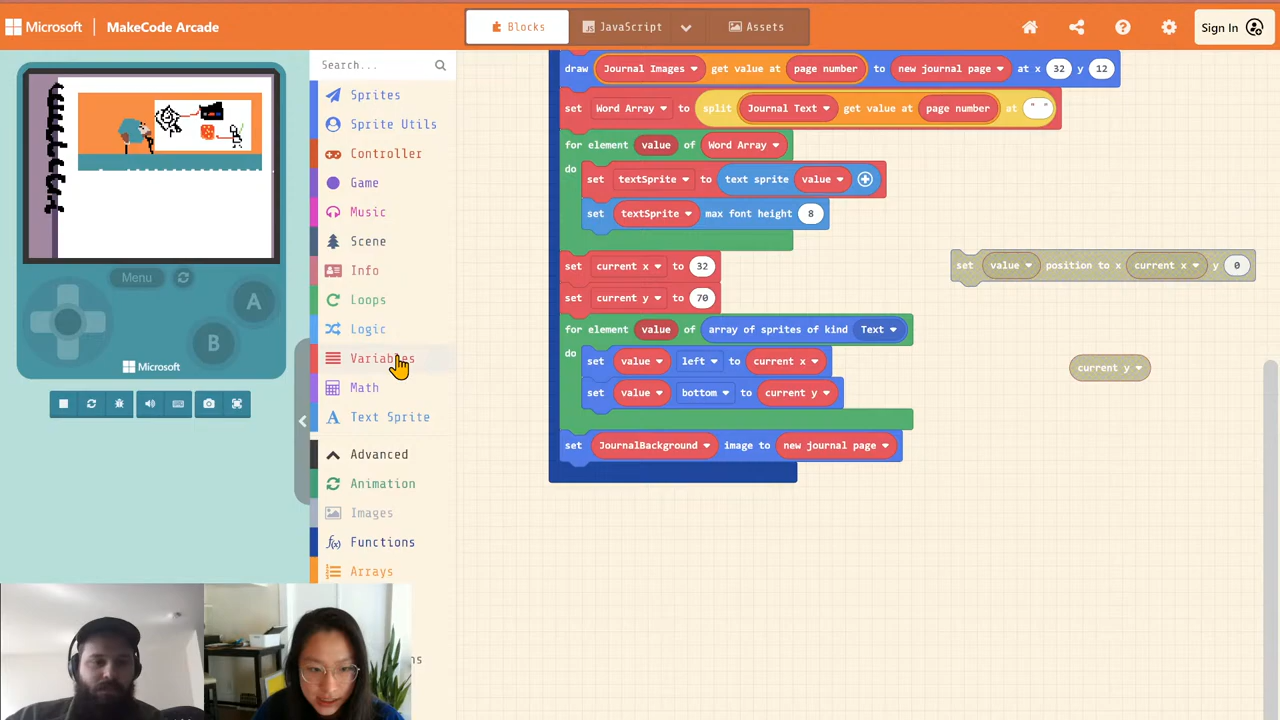 Microsoft MakeCode Arcade Blocks JavaScript Assets Sign In
Menu
A
B
Microsoft
Search...
Sprites
Sprite Utils
Controller
Game
Music
Scene
Info
Loops
Logic
Variables
Math
Text Sprite
Advanced
Animation
Images
Functions
Arrays
draw Journal Images get value at page number to new journal page at x 32 y 12
set Word Array to split Journal Text get value at page number at " "
for element value of Word Array
do set textSprite to text sprite value
set textSprite max font height 8
set current x to 32
set current y to 70
for element value of array of sprites of kind Text
do set value left to current x
set value bottom to current y
set JournalBackground image to new journal page
set value position to x current x y 0
current y